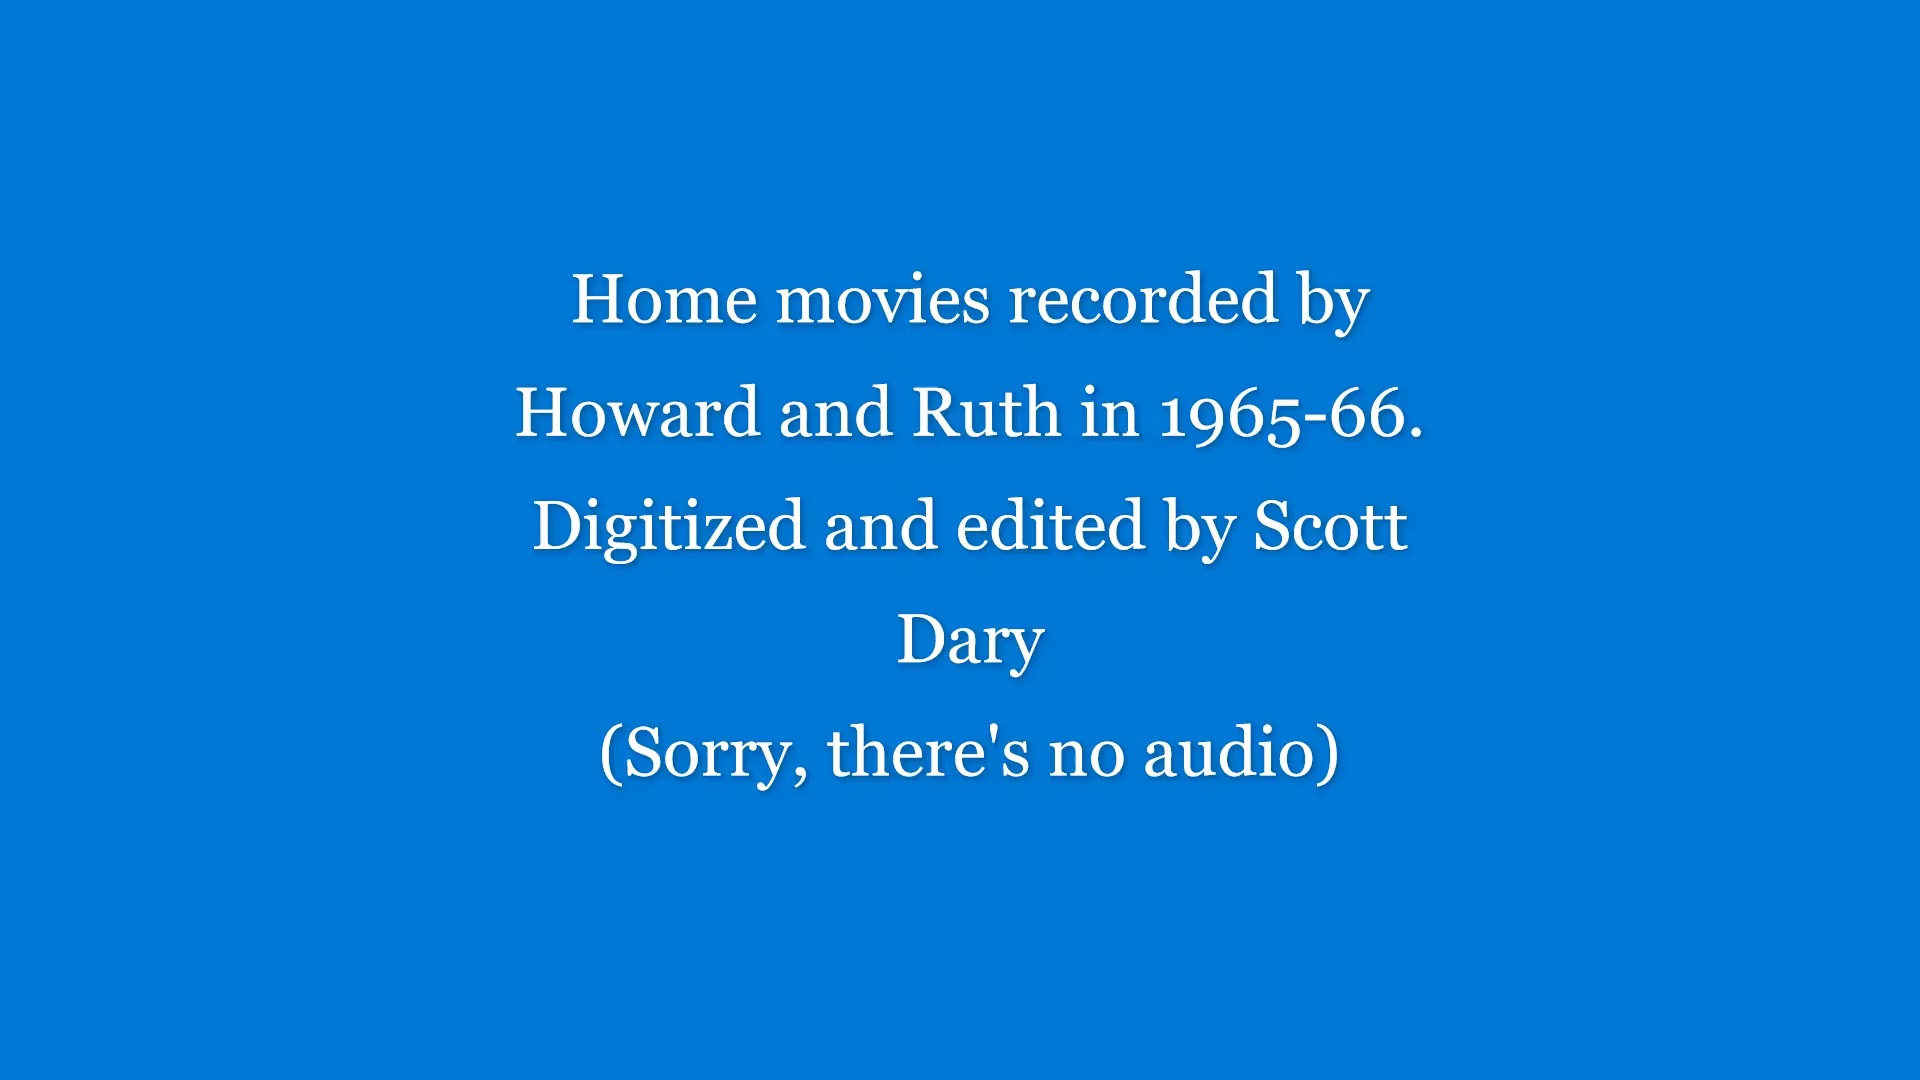 Home movies recorded by
Howard and Ruth in 1965-66.
Digitized and edited by Scott
Dary
(Sorry, there's no audio)